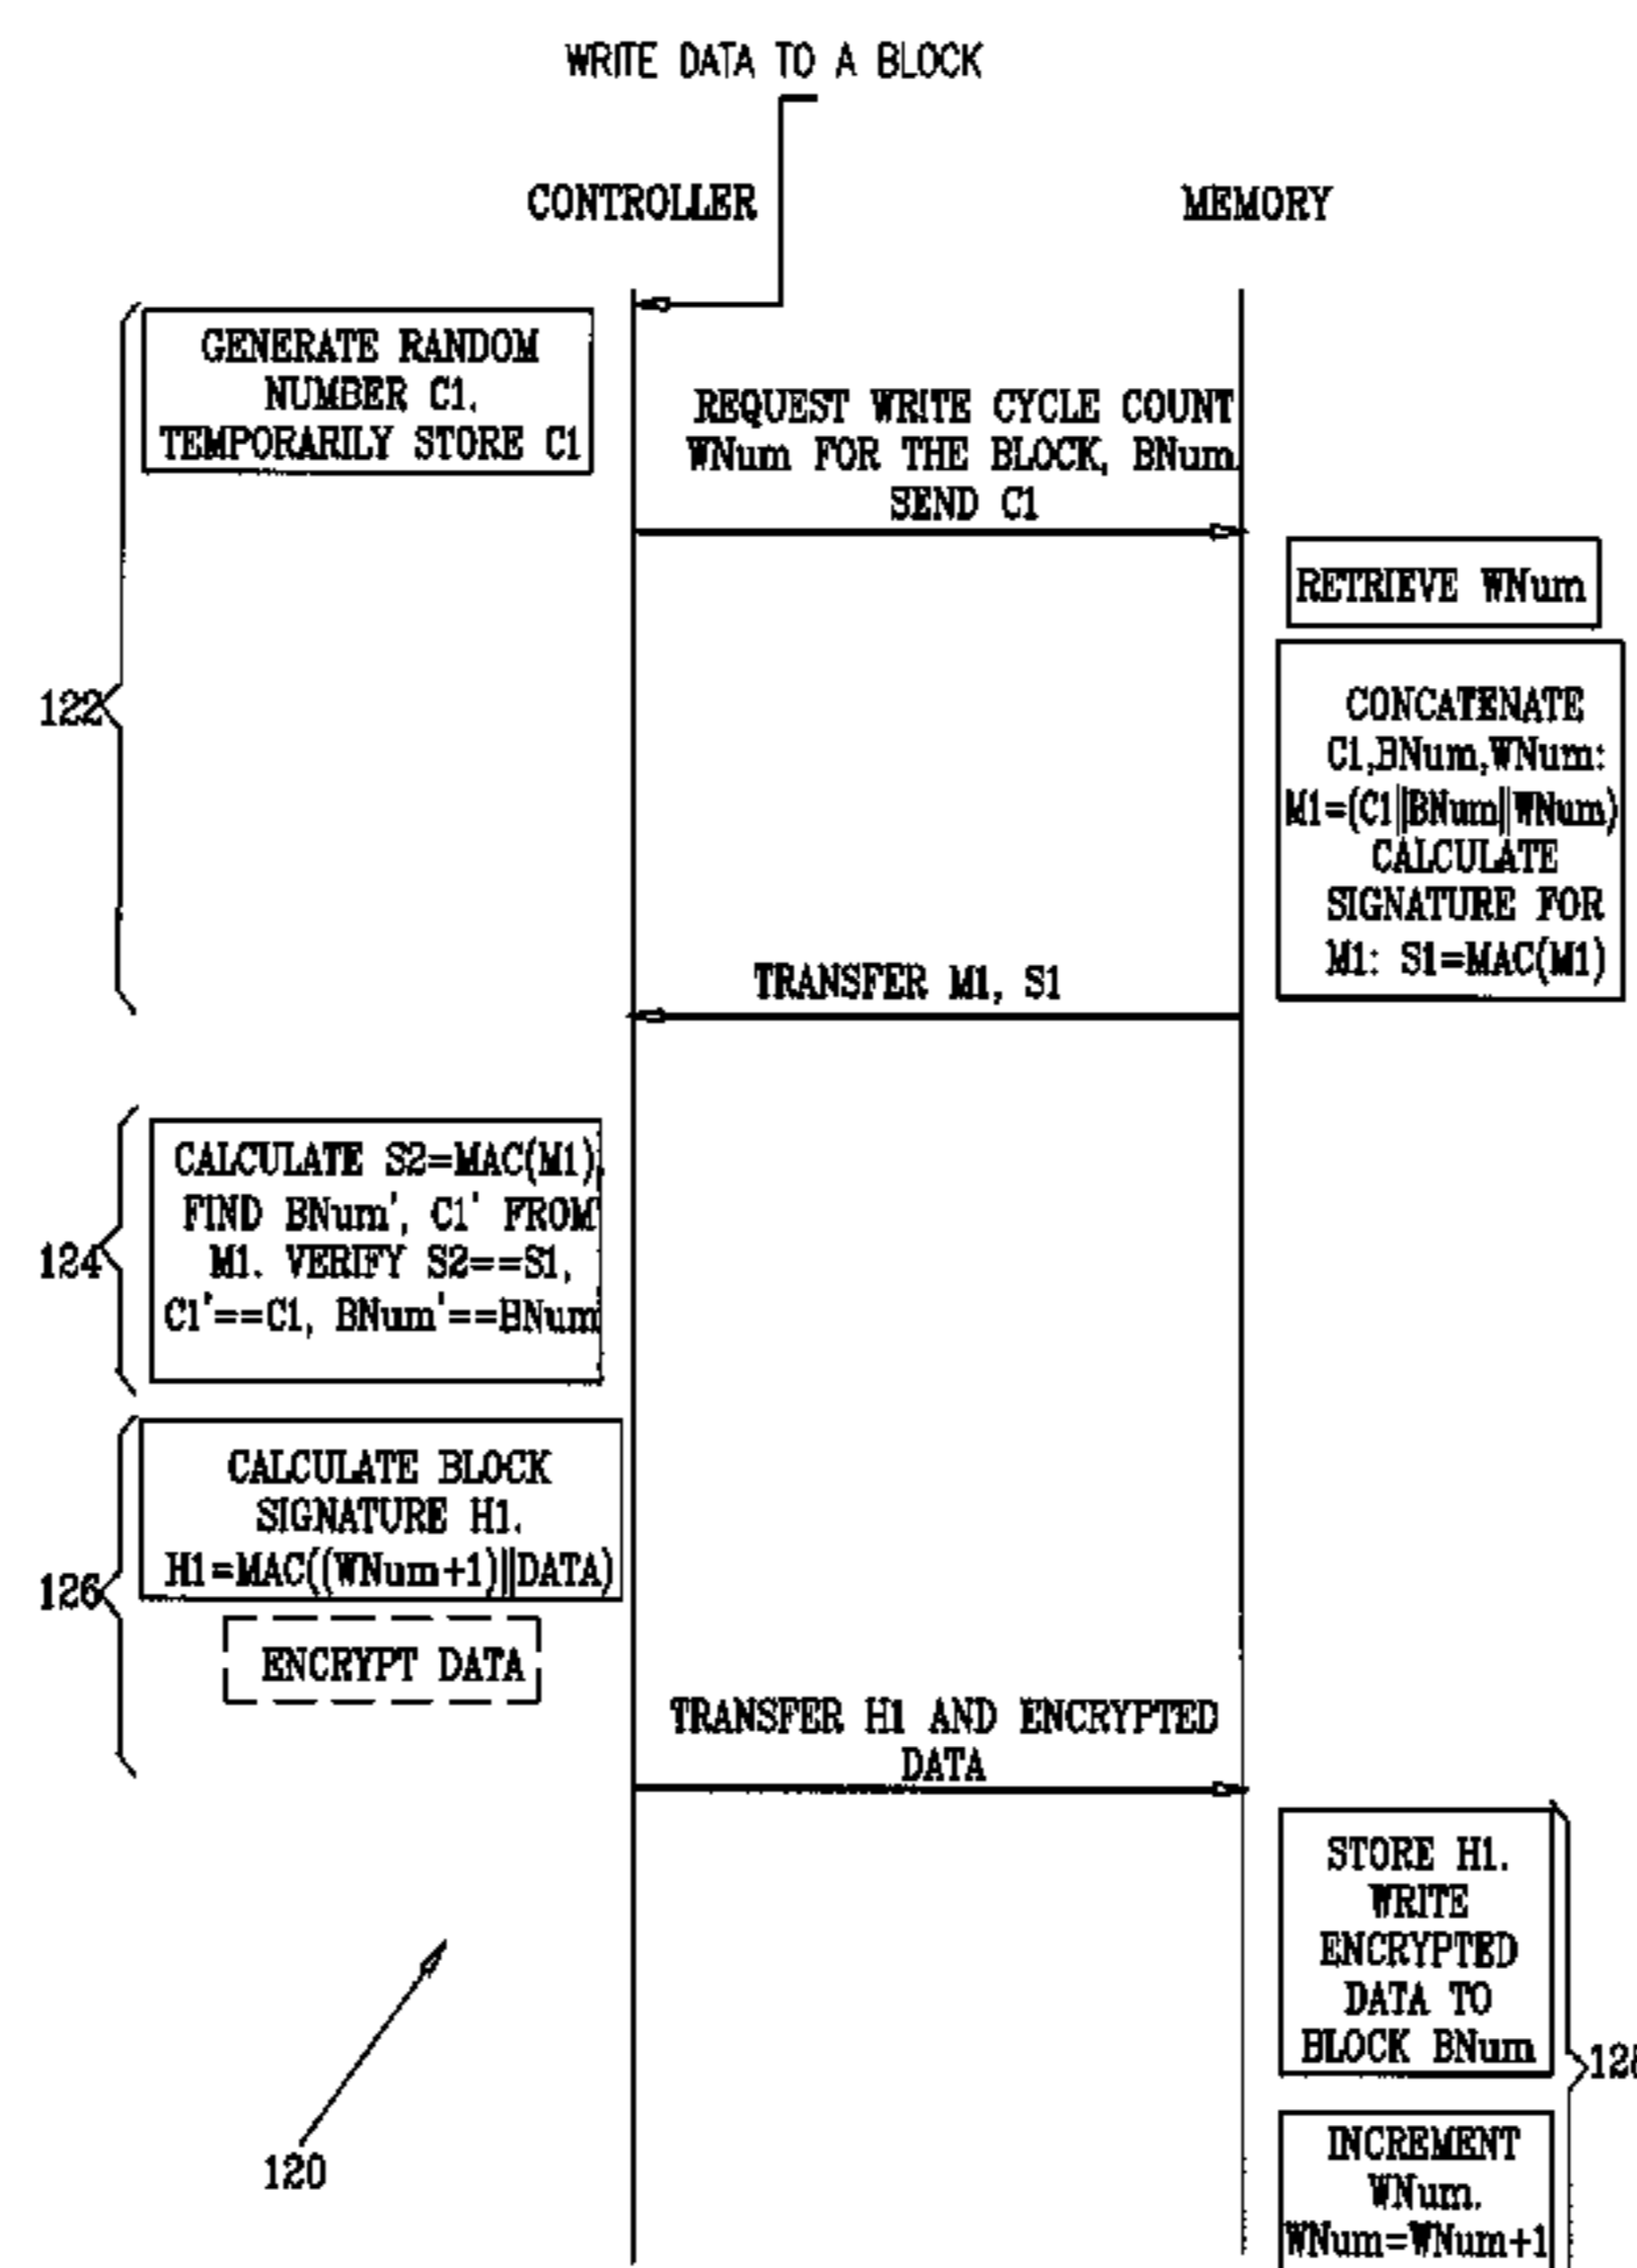 WRITE DATA TO A BLOCK
CONTROLLER
MEMORY
GENERATE RANDOM
NUMBER C1.
TEMPORARILY STORE C1
REQUEST WRITE CYCLE COUNT
WNum FOR THE BLOCK, BNum.
SEND C1
RETRIEVE WNum
122
CONCATENATE
C1,BNum,WNum:
M1=(C1||BNum||WNum)
CALCULATE
SIGNATURE FOR
M1: S1=MAC(M1)
TRANSFER M1, S1
124
CALCULATE S2=MAC(M1),
FIND BNum', C1' FROM
M1. VERIFY S2==S1,
C1'==C1, BNum'==BNum
126
CALCULATE BLOCK
SIGNATURE H1.
H1=MAC((WNum+1)||DATA)
ENCRYPT DATA
TRANSFER H1 AND ENCRYPTED
DATA
STORE H1.
WRITE
ENCRYPTED
DATA TO
BLOCK BNum
120
INCREMENT
WNum.
WNum=WNum+1